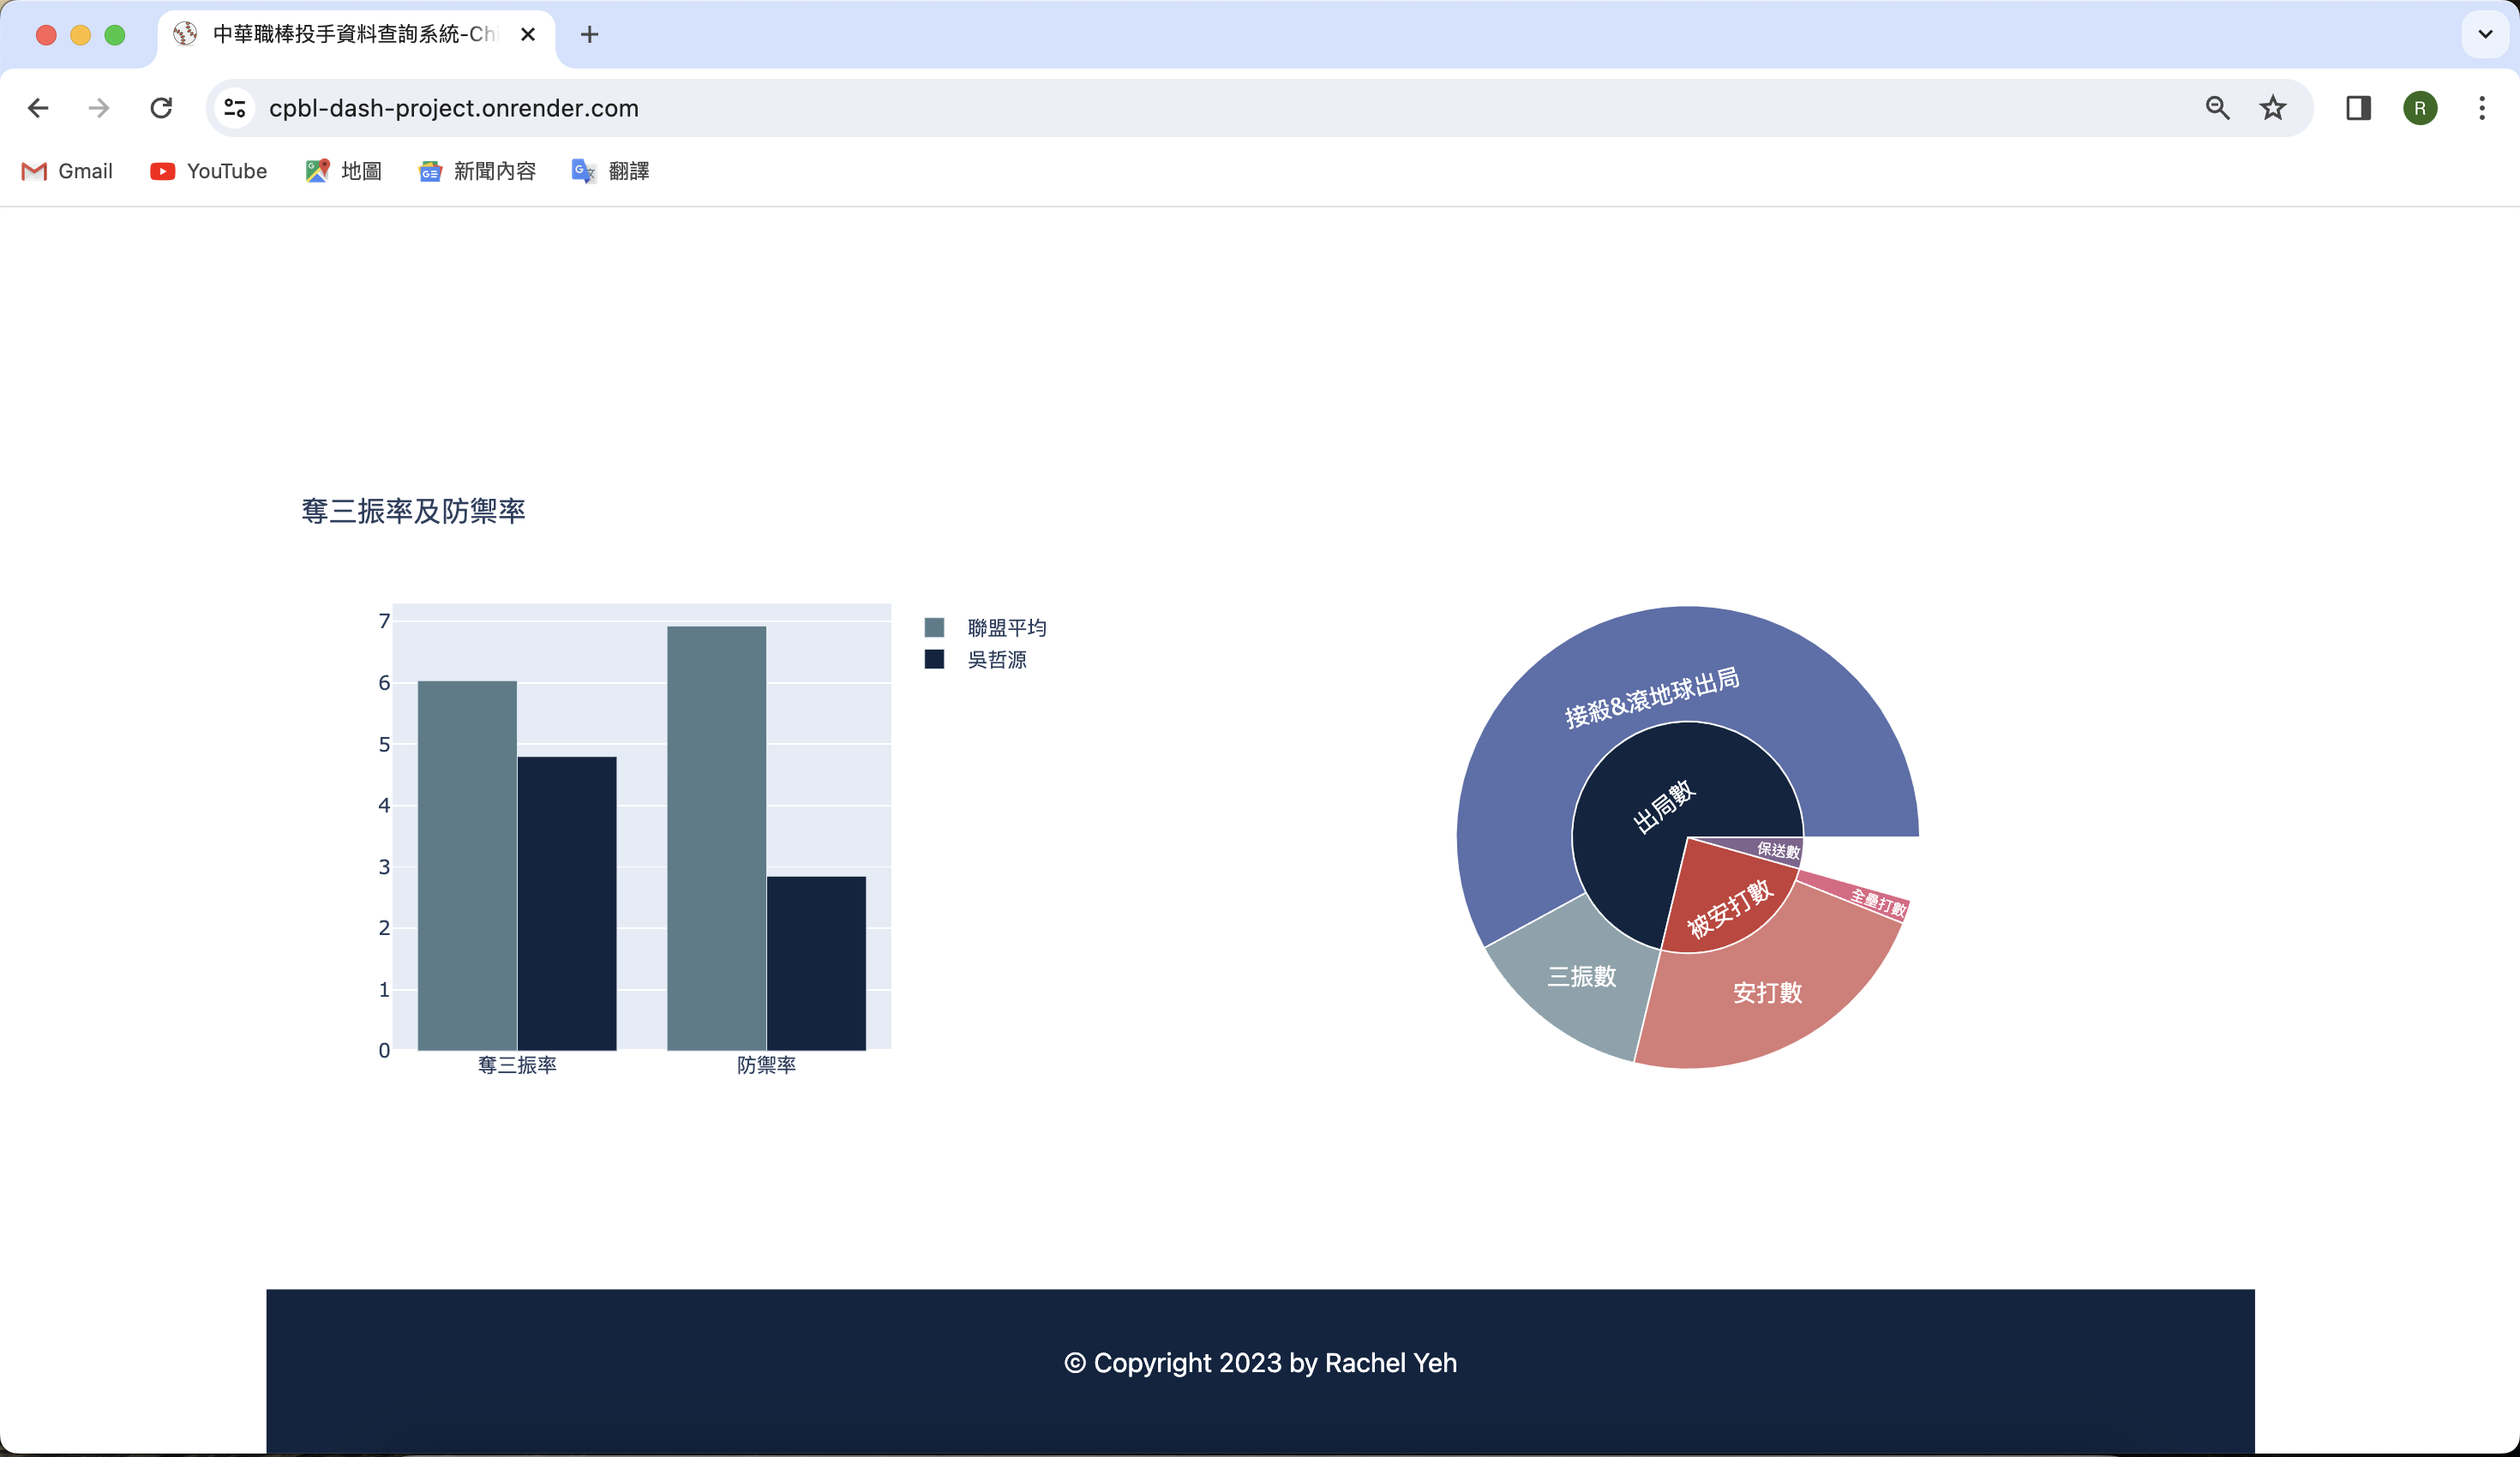 中華職棒投手資料查詢系統-Ch
cpbl-dash-project.onrender.com
R
Gmail
YouTube
地圖
新聞內容
翻譯
奪三振率及防禦率
7
6
5
4
3
2
1
0
奪三振率
防禦率
聯盟平均
吳哲源
接殺&滾地球出局
出局數
保送數
全壘打數
被安打數
三振數
安打數
© Copyright 2023 by Rachel Yeh